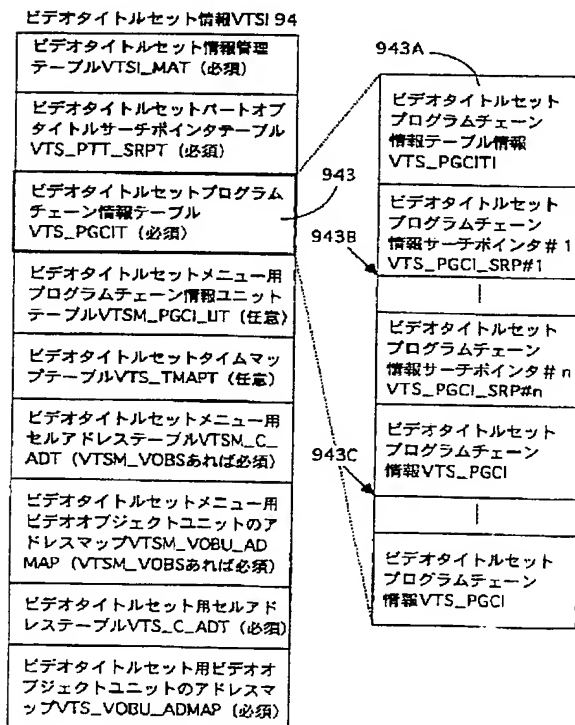 ビデオタイトルセット情報VTSI 94
ビデオタイトルセット情報管理
テーブルVTSI_MAT (必須)
ビデオタイトルセットパートオブ
タイトルサーチポインタテーブル
VTS_PTT_SRPT (必須)
ビデオタイトルセットプログラム
チェーン情報テーブル
VTS_PGCIT (必須)
ビデオタイトルセットメニュー用
プログラムチェーン情報ユニット
テーブルVTSM_PGCI_UT (任意)
ビデオタイトルセットタイムマッ
プテーブルVTS_TMAPT (任意)
ビデオタイトルセットメニュー用
セルアドレステーブルVTSM_C_
ADT (VTSM_VOBSあれば必須)
ビデオタイトルセットメニュー用
ビデオオブジェクトユニットのア
ドレスマップVTSM_VOBU_AD
MAP (VTSM_VOBSあれば必須)
ビデオタイトルセット用セルアド
レステーブルVTS_C_ADT (必須)
ビデオタイトルセット用ビデオオ
ブジェクトユニットのアドレスマ
ップVTS_VOBU_ADMAP (必須)
943A
943
943B
943C
ビデオタイトルセット
プログラムチェーン
情報テーブル情報
VTS_PGCITI
ビデオタイトルセット
プログラムチェーン
情報サーチポインタ#1
VTS_PGCI_SRP#1
ビデオタイトルセット
プログラムチェーン
情報サーチポインタ#n
VTS_PGCI_SRP#n
ビデオタイトルセット
プログラムチェーン
情報VTS_PGCI
ビデオタイトルセット
プログラムチェーン
情報VTS_PGCI